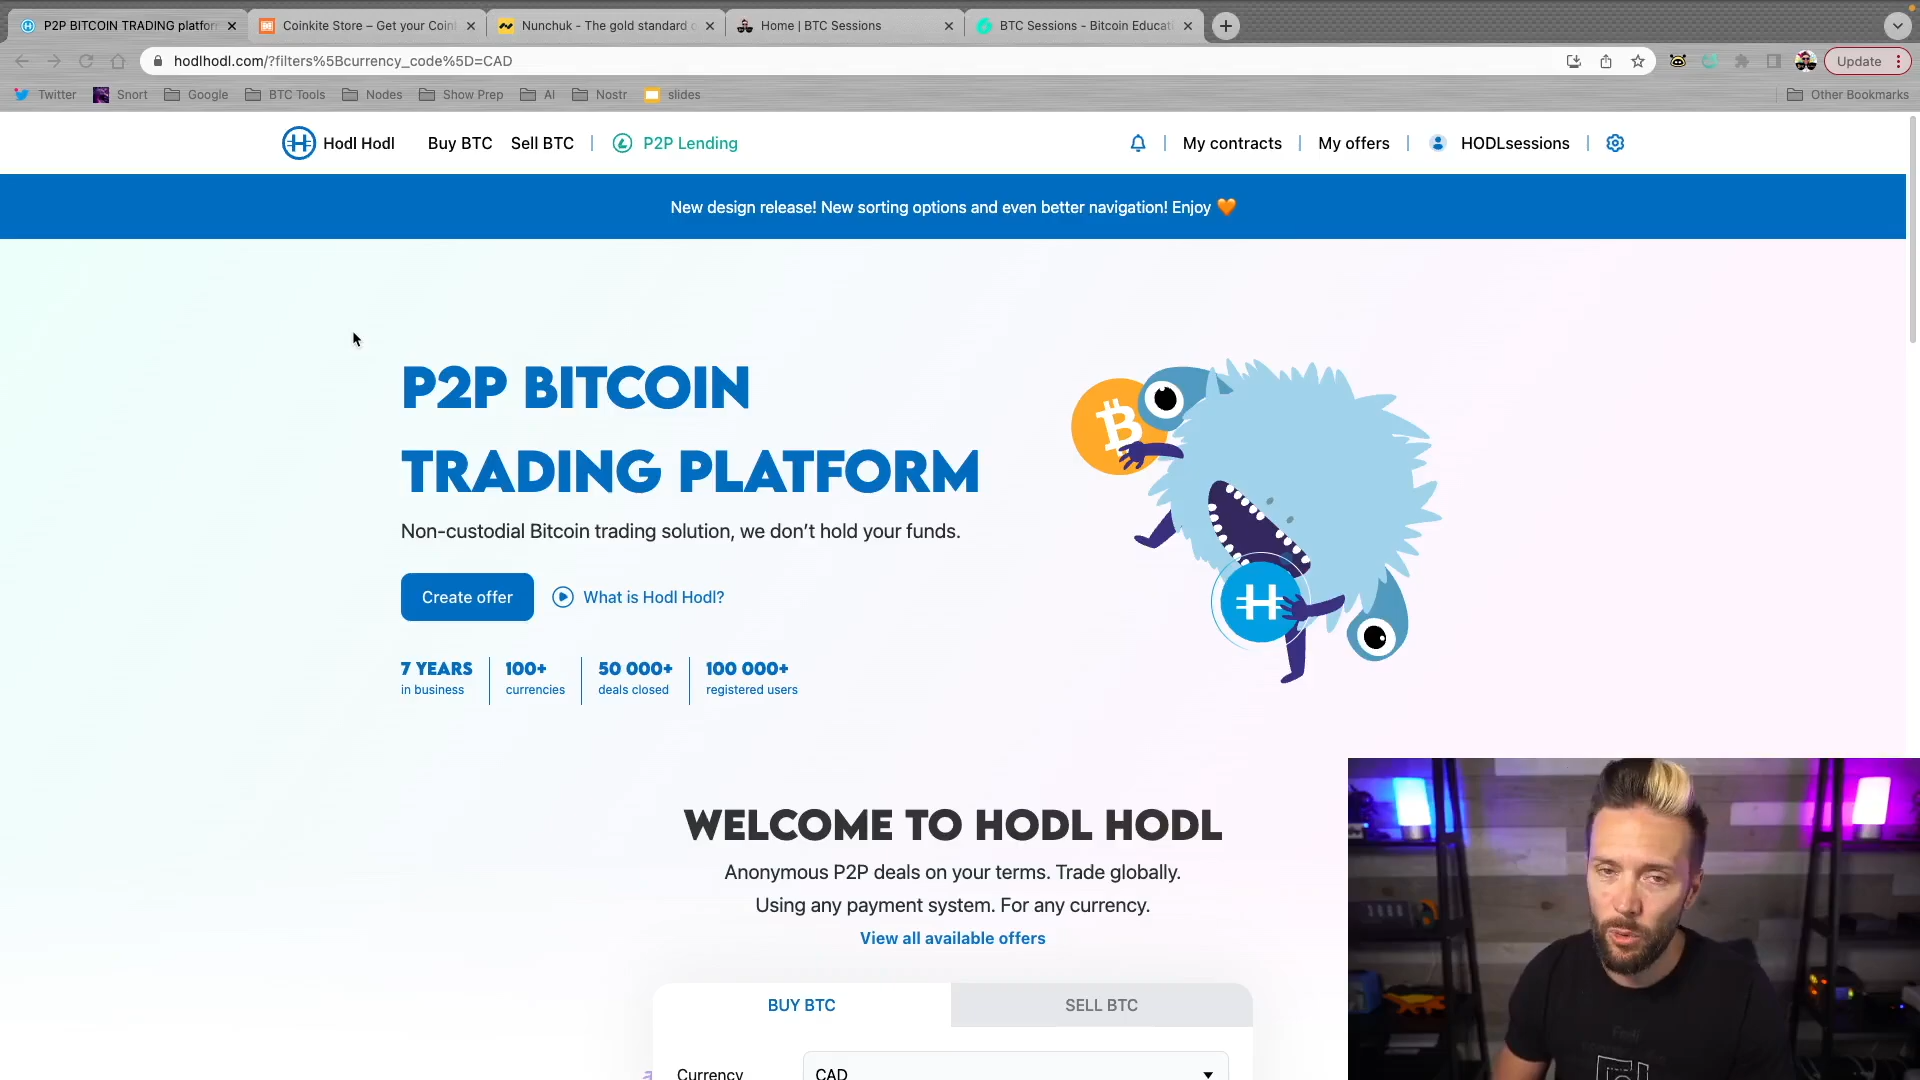 P2P BITCOIN TRADING platform
Coinkite Store – Get your Coin
Nunchuk - The gold standard
Home | BTC Sessions
BTC Sessions - Bitcoin Educati
hodlhodl.com/?filters%5Bcurrency_code%5D=CAD
Update
Twitter
Snort
Google
BTC Tools
Nodes
Show Prep
AI
Nostr
slides
Other Bookmarks
Hodl Hodl
Buy BTC
Sell BTC
P2P Lending
My contracts
My offers
HODLsessions
New design release! New sorting options and even better navigation! Enjoy 🧡
P2P BITCOIN
TRADING PLATFORM
Non-custodial Bitcoin trading solution, we don’t hold your funds.
Create offer
What is Hodl Hodl?
7 YEARS
in business
100+
currencies
50 000+
deals closed
100 000+
registered users
WELCOME TO HODL HODL
Anonymous P2P deals on your terms. Trade globally.
Using any payment system. For any currency.
View all available offers
BUY BTC
SELL BTC
Currency
CAD